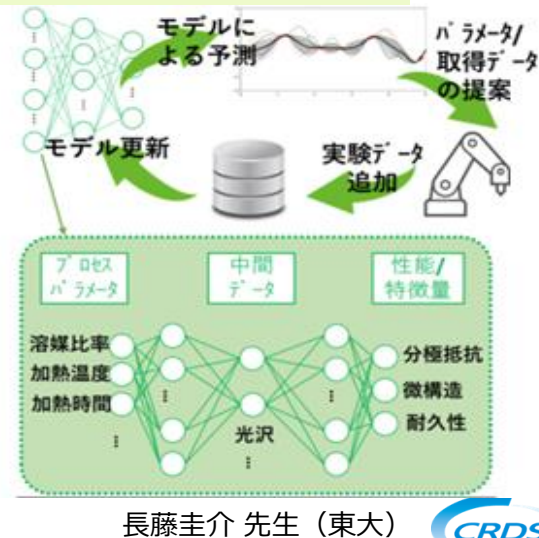 モデルに
よる予測
パラメータ/
取得データ
の提案
モデル更新
実験データ
追加
プロセス
パラメータ
中間
データ
性能/
特徴量
溶媒比率
加熱温度
加熱時間
⋮
光沢
⋮
分極抵抗
微構造
耐久性
⋮
長藤圭介 先生（東大）
CRDS